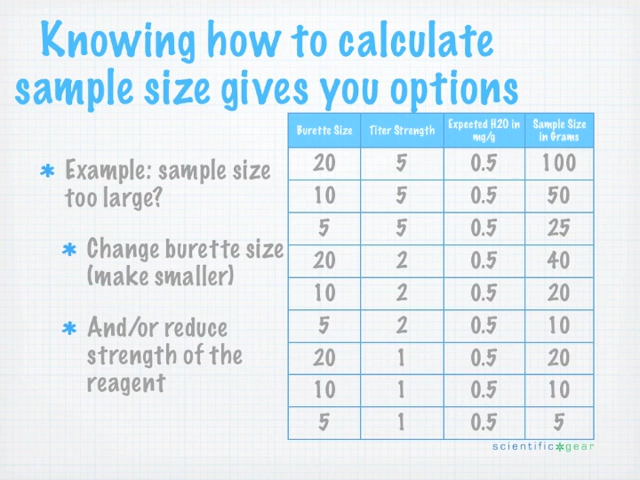 Knowing how to calculate
sample size gives you options
* Example: sample size
too large?
* Change burette size
(make smaller)
* And/or reduce
strength of the
reagent
Burette Size Titer Strength Expected H2O in mg/g Sample Size in Grams
20 5 0.5 100
10 5 0.5 50
5 5 0.5 25
20 2 0.5 40
10 2 0.5 20
5 2 0.5 10
20 1 0.5 20
10 1 0.5 10
5 1 0.5 5
scientific*gear